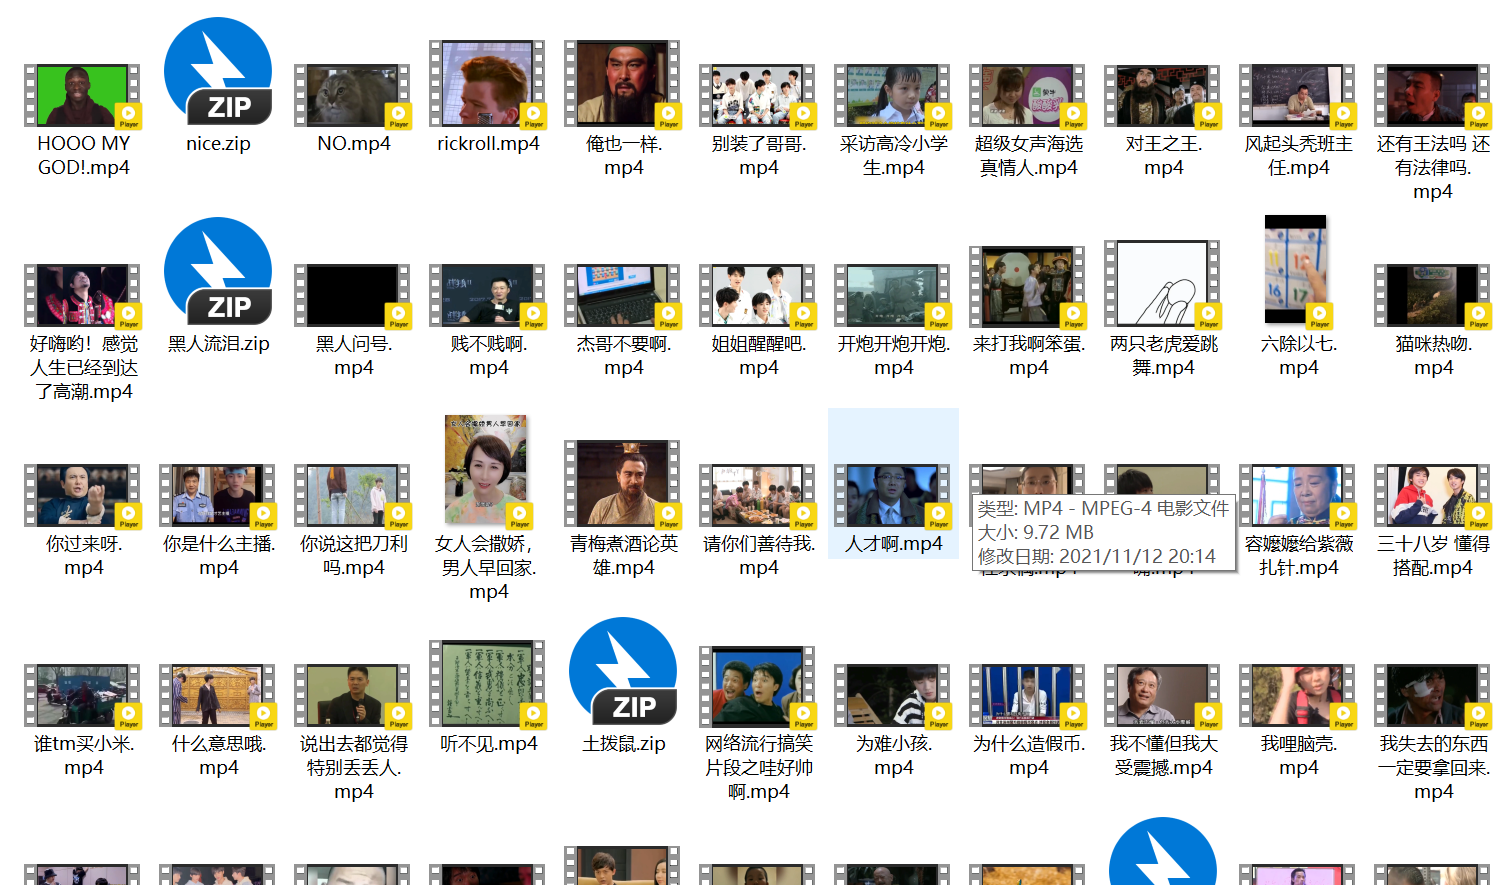 HOOO MY
GOD!.mp4
nice.zip
NO.mp4
rickroll.mp4
俺也一样.
mp4
别装了哥哥.
mp4
采访高冷小学
生.mp4
超级女声海选
真情人.mp4
对王之王.
mp4
风起头秃班主
任.mp4
还有王法吗 还
有法律吗.
mp4
好嗨哟！感觉
人生已经到达
了高潮.mp4
黑人流泪.zip
黑人问号.
mp4
贱不贱啊.
mp4
杰哥不要啊.
mp4
姐姐醒醒吧.
mp4
开炮开炮开炮.
mp4
来打我啊笨蛋.
mp4
两只老虎爱跳
舞.mp4
六除以七.
mp4
猫咪热吻.
mp4
你过来呀.
mp4
你是什么主播.
mp4
你说这把刀利
吗.mp4
女人会撒娇，
男人早回家.
mp4
青梅煮酒论英
雄.mp4
请你们善待我.
mp4
人才啊.mp4
类型: MP4 - MPEG-4 电影文件
大小: 9.72 MB
修改日期: 2021/11/12 20:14
容嬷嬷给紫薇
扎针.mp4
三十八岁 懂得
搭配.mp4
谁tm买小米.
mp4
什么意思哦.
mp4
说出去都觉得
特别丢丢人.
mp4
听不见.mp4
土拨鼠.zip
网络流行搞笑
片段之哇好帅
啊.mp4
为难小孩.
mp4
为什么造假币.
mp4
我不懂但我大
受震撼.mp4
我哩脑壳.
mp4
我失去的东西
一定要拿回来.
mp4
ZIP
ZIP
ZIP
Player